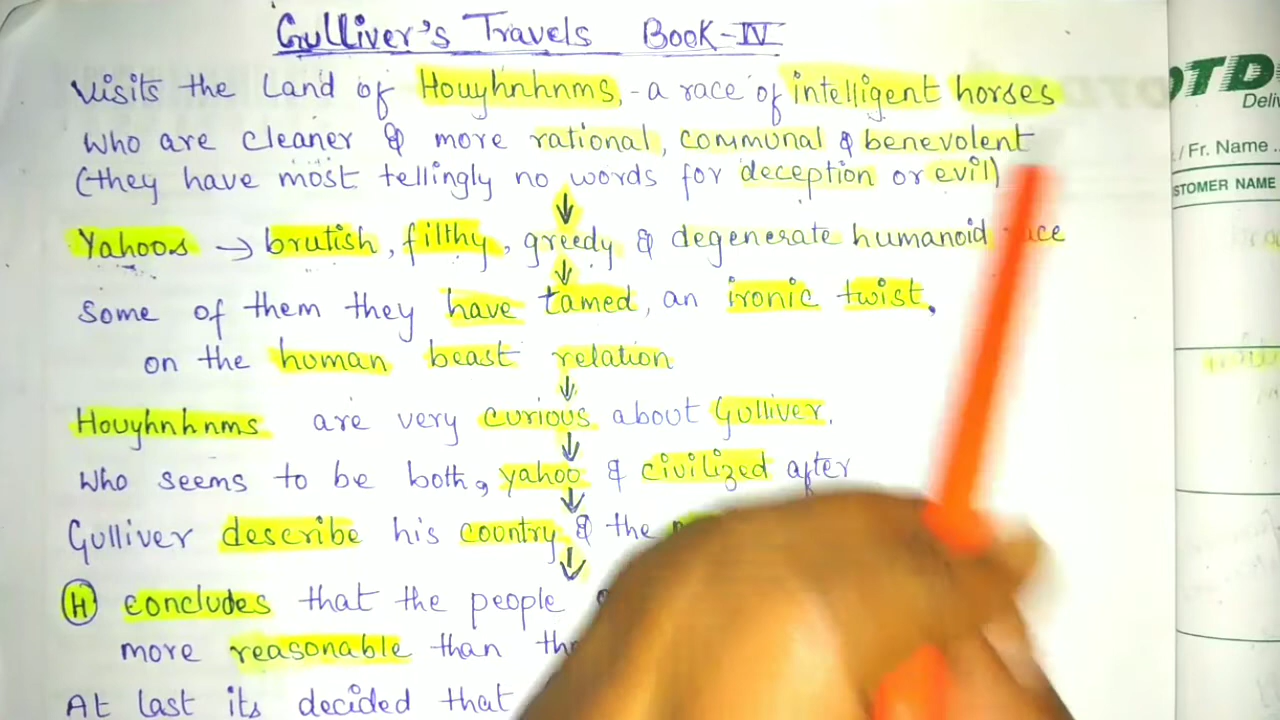 Gulliver's Travels Book-IV
Visits the Land of Houyhnhnms, - a race of intelligent horses
Who are cleaner & more rational, communal & benevolent
(they have most tellingly no words for deception or evil)
Yahoos → brutish, filthy, greedy & degenerate humanoid
Some of them they have tamed, an ironic twist,
on the human beast relation
Houyhnhnms are very curious about Gulliver.
Who seems to be both, yahoo & civilized after
Gulliver describe his country & the
(H) concludes that the people
more reasonable than
At last its decided that
OTD
Deliv
/ Fr. Name ..
STOMER NAME